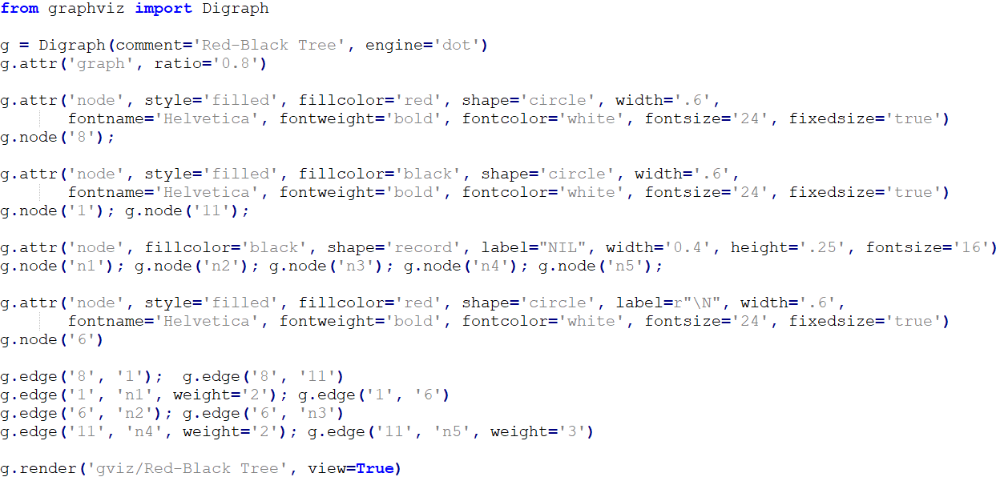 from graphviz import Digraph
g = Digraph(comment='Red-Black Tree', engine='dot')
g.attr('graph', ratio='0.8')
g.attr('node', style='filled', fillcolor='red', shape='circle', width='.6',
fontname='Helvetica', fontweight='bold', fontcolor='white', fontsize='24', fixedsize='true')
g.node('8');
g.attr('node', style='filled', fillcolor='black', shape='circle', width='.6',
fontname='Helvetica', fontweight='bold', fontcolor='white', fontsize='24', fixedsize='true')
g.node('1'); g.node('11');
g.attr('node', fillcolor='black', shape='record', label="NIL", width='0.4', height='.25', fontsize='16')
g.node('n1'); g.node('n2'); g.node('n3'); g.node('n4'); g.node('n5');
g.attr('node', style='filled', fillcolor='red', shape='circle', label=r"\N", width='.6',
fontname='Helvetica', fontweight='bold', fontcolor='white', fontsize='24', fixedsize='true')
g.node('6')
g.edge('8', '1');  g.edge('8', '11')
g.edge('1', 'n1', weight='2'); g.edge('1', '6')
g.edge('6', 'n2'); g.edge('6', 'n3')
g.edge('11', 'n4', weight='2'); g.edge('11', 'n5', weight='3')
g.render('gviz/Red-Black Tree', view=True)